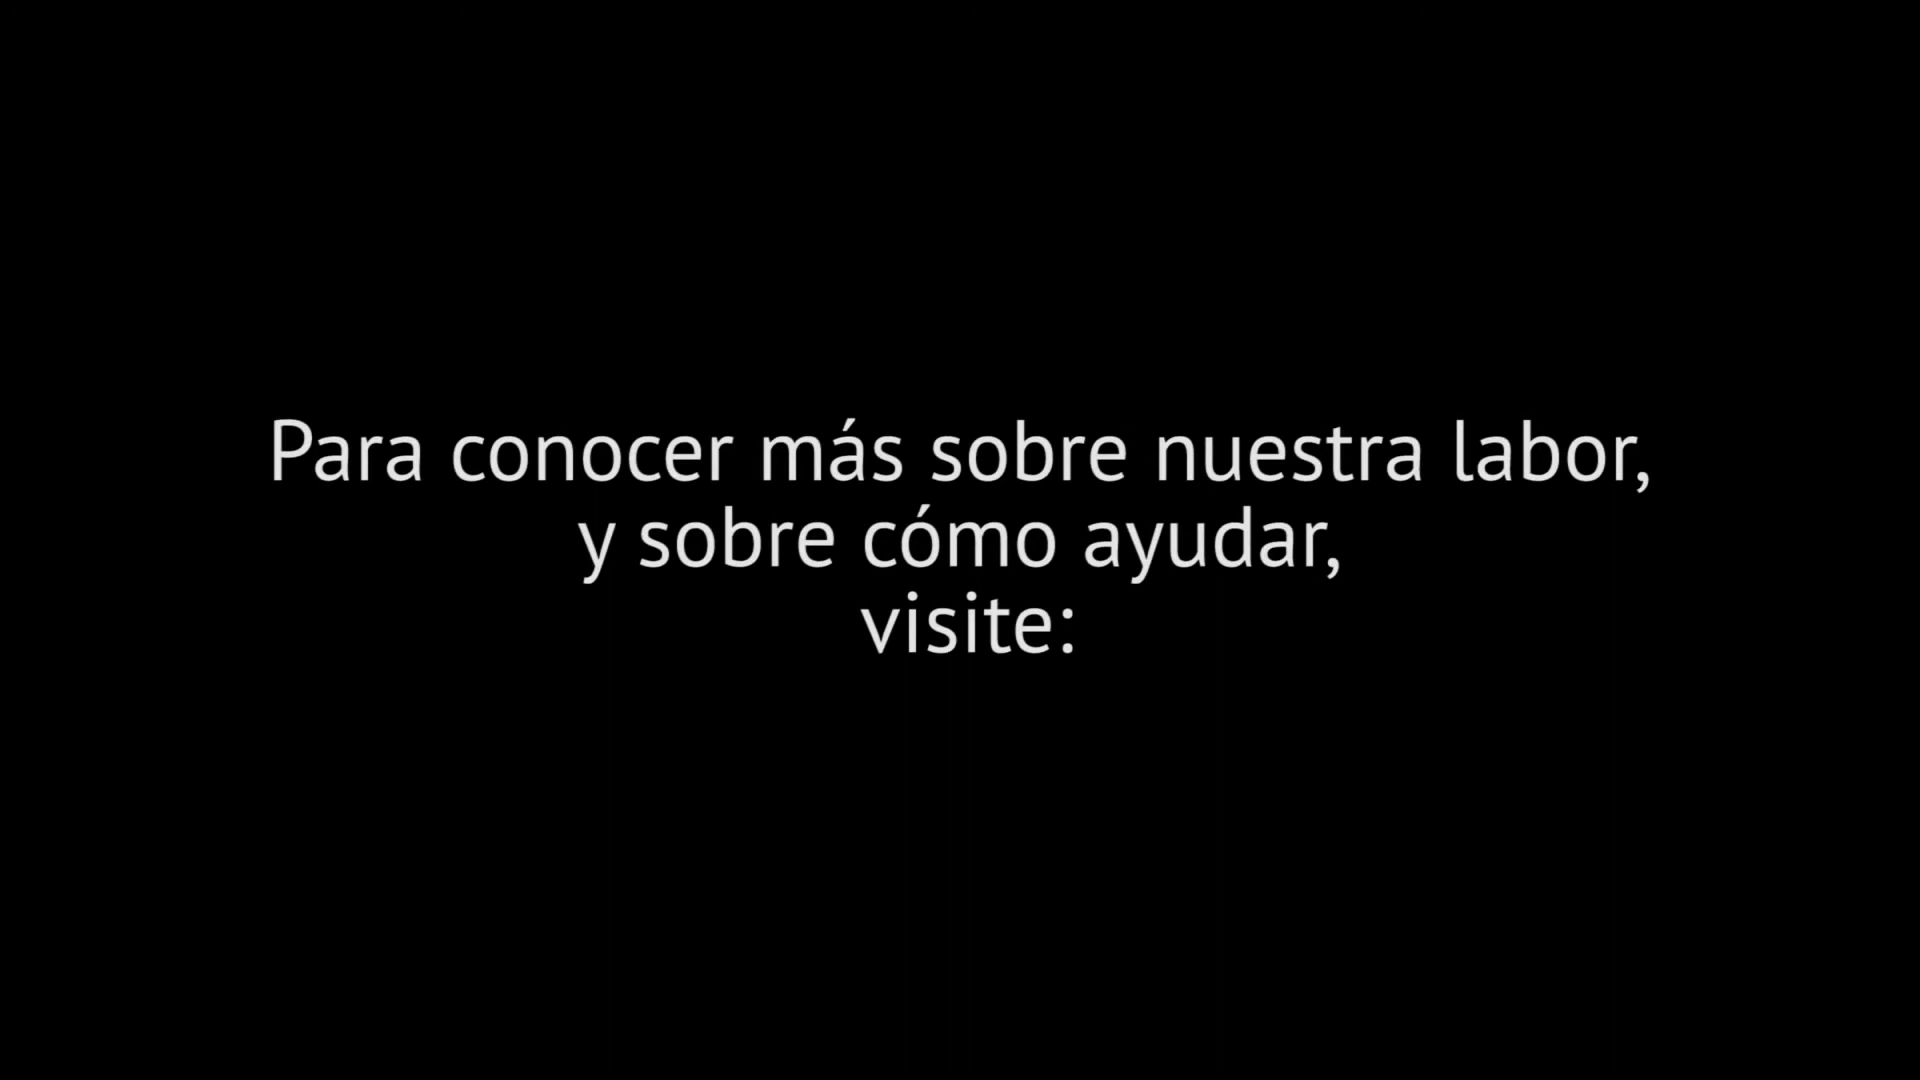 Para conocer más sobre nuestra labor,
y sobre cómo ayudar,
visite: